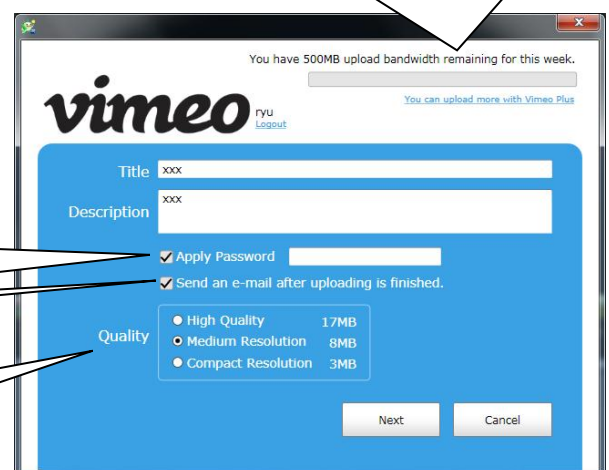 You have 500MB upload bandwidth remaining for this week.
You can upload more with Vimeo Plus
vimeo
ryu
Logout
Title xxx
Description xxx
Apply Password
Send an e-mail after uploading is finished.
Quality
High Quality 17MB
Medium Resolution 8MB
Compact Resolution 3MB
Next Cancel